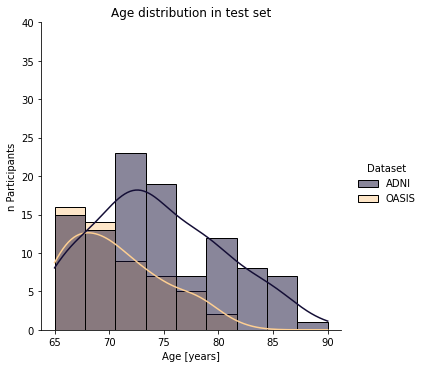 Age distribution in test set
40
35
30
25
20
15
10
5
0
n Participants
65 70 75 80 85 90
Age [years]
Dataset
ADNI
OASIS